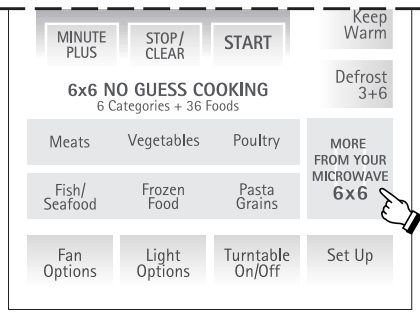 Keep
Warm
MINUTE
PLUS
STOP/
CLEAR
START
Defrost
3+6
6x6 NO GUESS COOKING
6 Categories + 36 Foods
Meats
Vegetables
Poultry
MORE
FROM YOUR
MICROWAVE
6x6
Fish/
Seafood
Frozen
Food
Pasta
Grains
Fan
Options
Light
Options
Turntable
On/Off
Set Up